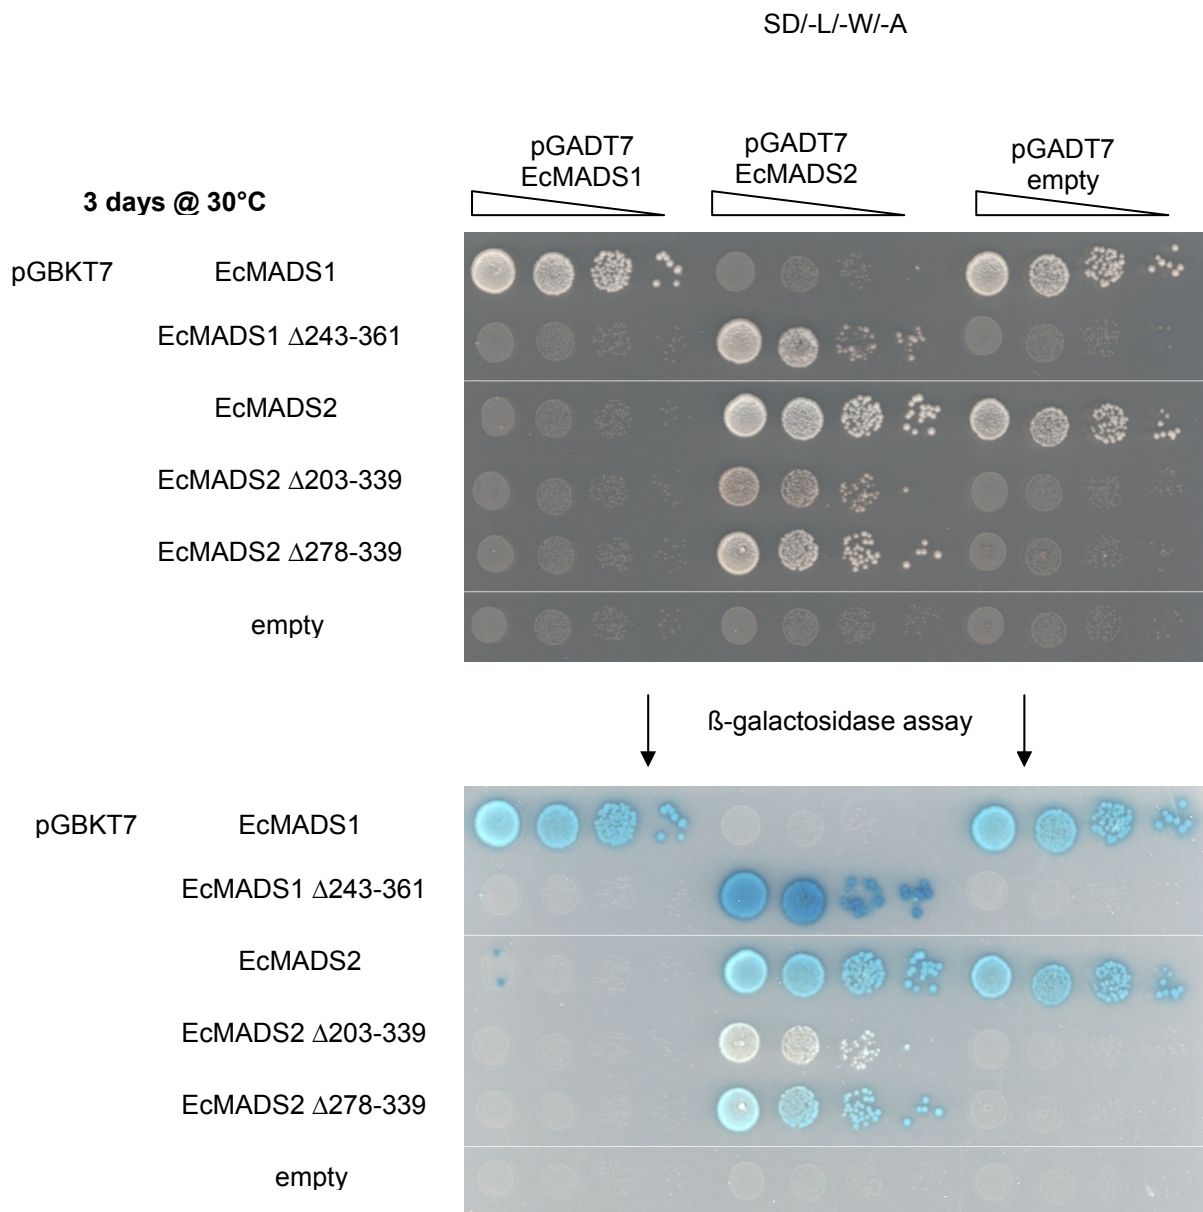 SD/-L/-W/-A
pGADT7
EcMADS1
pGADT7
EcMADS2
pGADT7
empty
3 days @ 30°C
pGBKT7 EcMADS1
EcMADS1 Δ243-361
EcMADS2
EcMADS2 Δ203-339
EcMADS2 Δ278-339
empty
ß-galactosidase assay
pGBKT7 EcMADS1
EcMADS1 Δ243-361
EcMADS2
EcMADS2 Δ203-339
EcMADS2 Δ278-339
empty